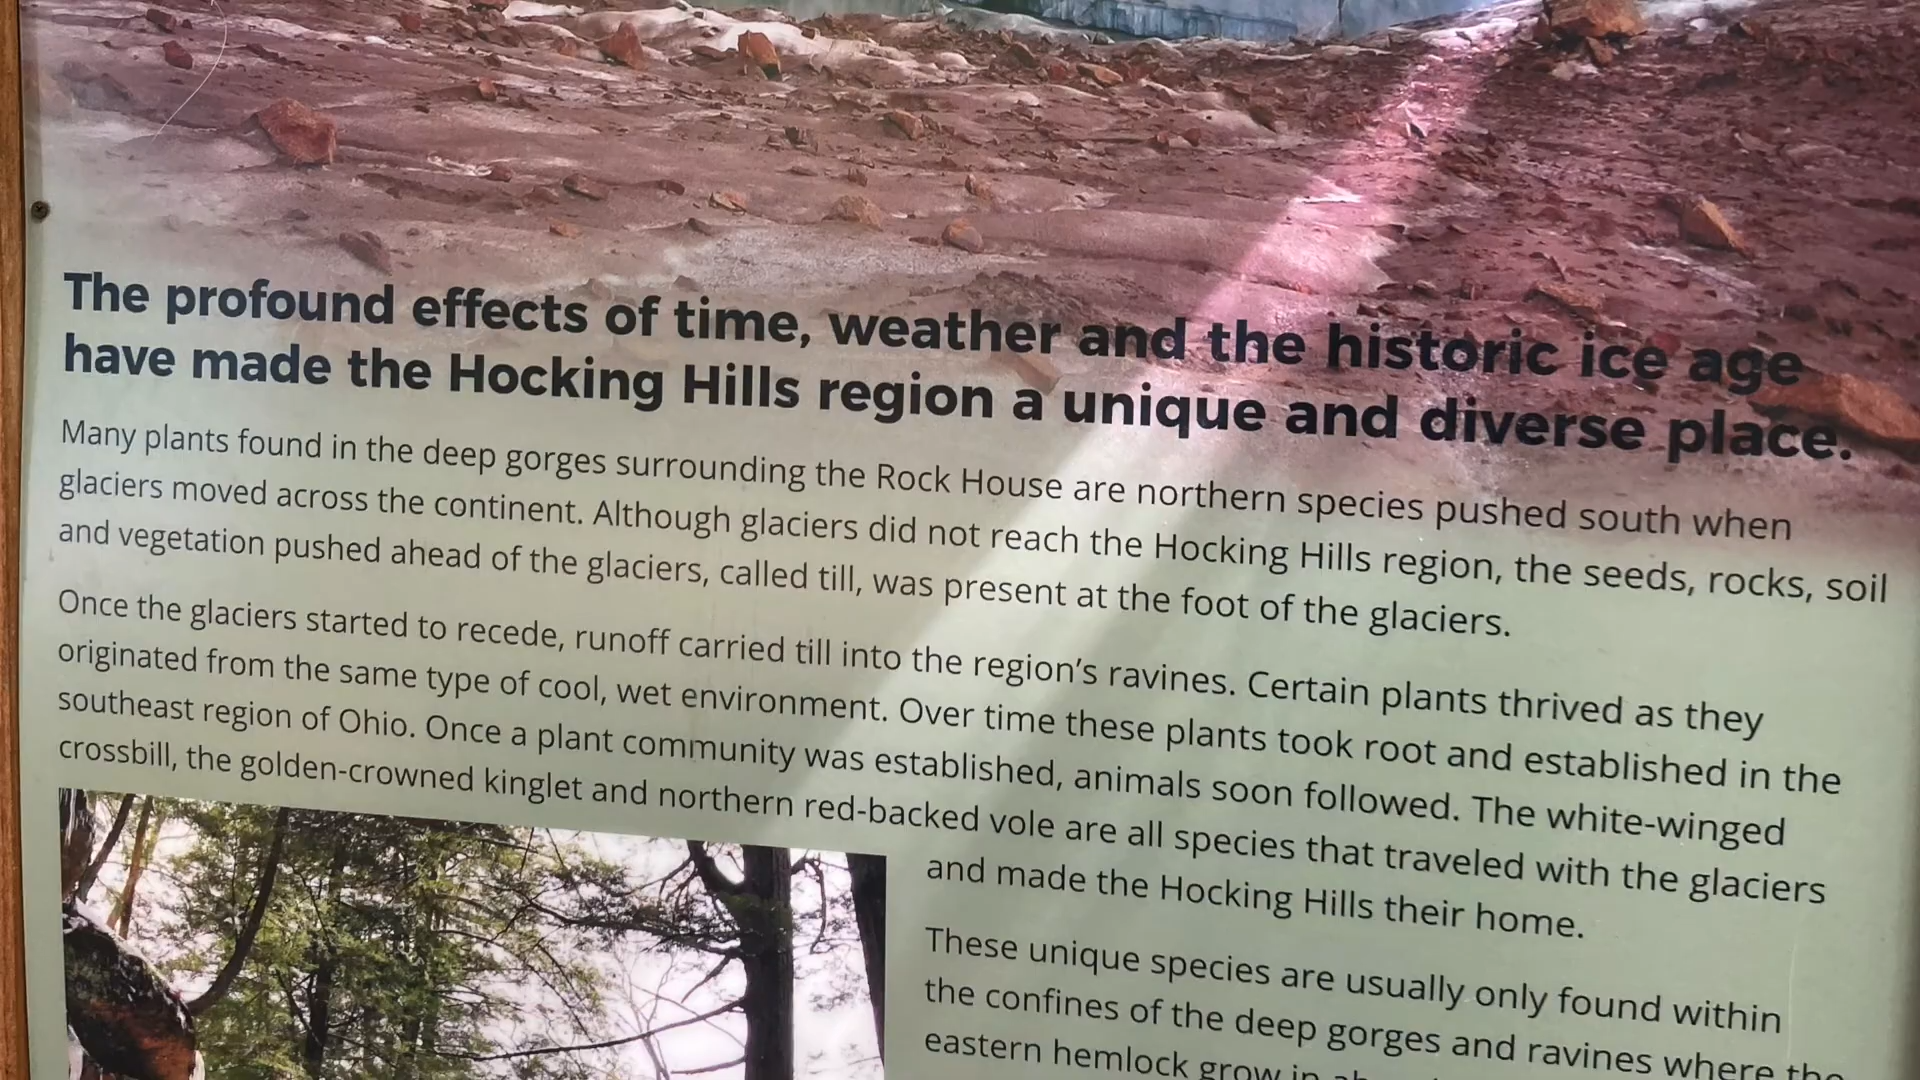 The profound effects of time, weather and the historic ice age
have made the Hocking Hills region a unique and diverse place.
Many plants found in the deep gorges surrounding the Rock House are northern species pushed south when
glaciers moved across the continent. Although glaciers did not reach the Hocking Hills region, the seeds, rocks, soil
and vegetation pushed ahead of the glaciers, called till, was present at the foot of the glaciers.
Once the glaciers started to recede, runoff carried till into the region's ravines. Certain plants thrived as they
originated from the same type of cool, wet environment. Over time these plants took root and established in the
southeast region of Ohio. Once a plant community was established, animals soon followed. The white-winged
crossbill, the golden-crowned kinglet and northern red-backed vole are all species that traveled with the glaciers
and made the Hocking Hills their home.
These unique species are usually only found within
the confines of the deep gorges and ravines where the
eastern hemlock grow in